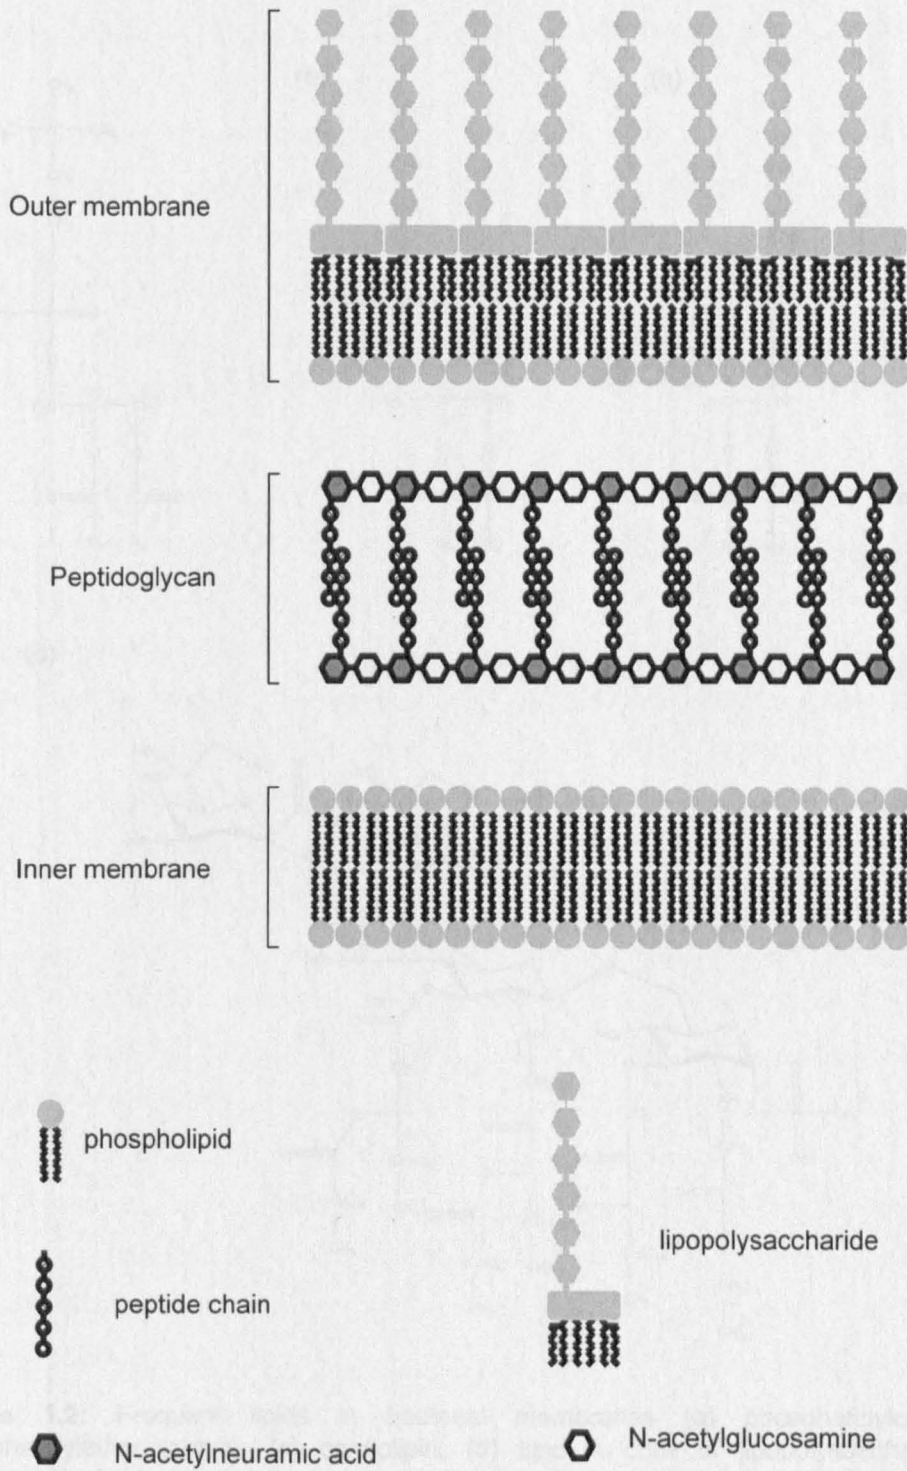 Outer membrane
Peptidoglycan
Inner membrane
phospholipid
lipopolysaccharide
peptide chain
N-acetylneuramic acid
N-acetylglucosamine